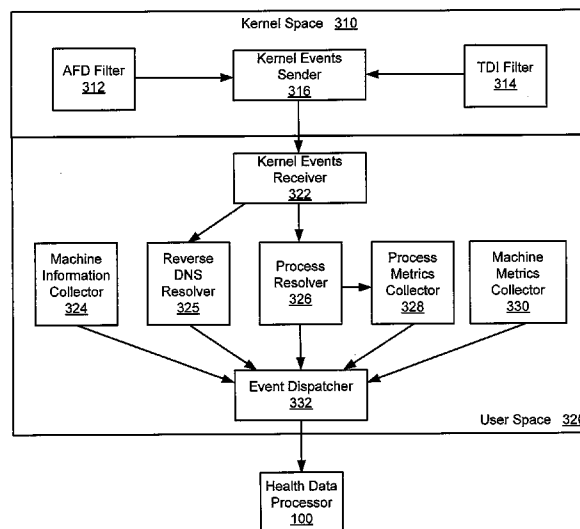 Kernel Space 310
AFD Filter
312
Kernel Events
Sender
316
TDI Filter
314
Kernel Events
Receiver
322
Machine
Information
Collector
324
Reverse
DNS
Resolver
325
Process
Resolver
326
Process
Metrics
Collector
328
Machine
Metrics
Collector
330
Event Dispatcher
332
User Space 320
Health Data
Processor
100